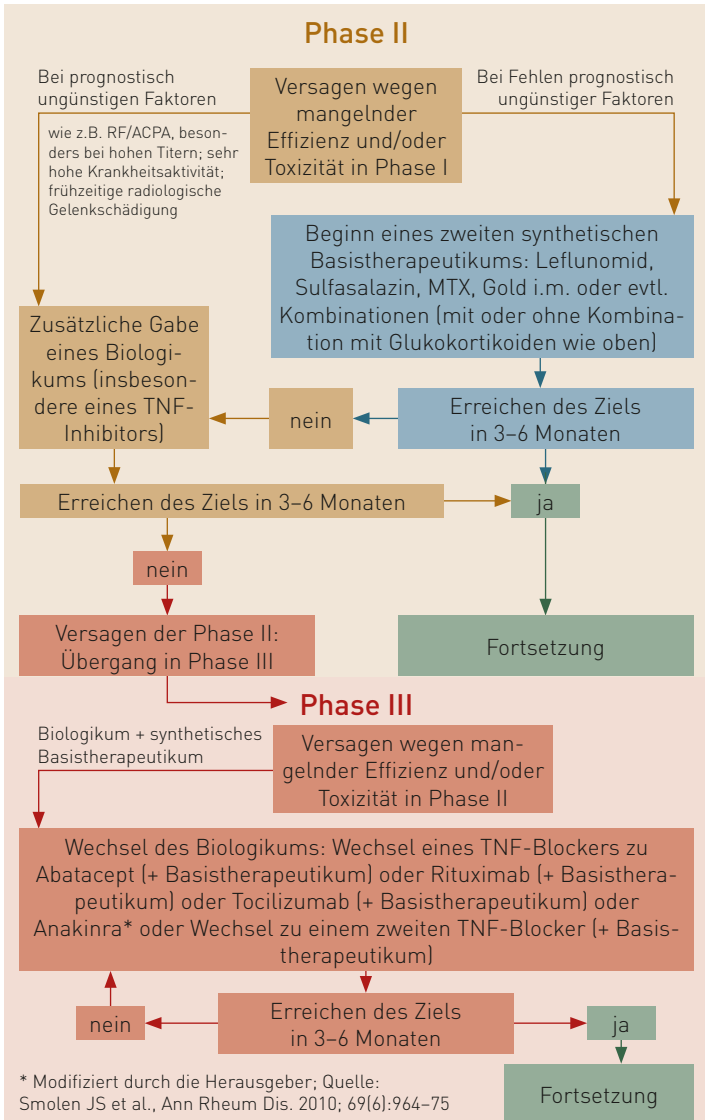 Phase II
Bei prognostisch
ungünstigen Faktoren
wie z.B. RF/ACPA, beson-
ders bei hohen Titern; sehr
hohe Krankheitsaktivität;
frühzeitige radiologische
Gelenkschädigung
Versagen wegen
mangelnder
Effizienz und/oder
Toxizität in Phase I
Bei Fehlen prognostisch
ungünstiger Faktoren
Beginn eines zweiten synthetischen
Basistherapeutikums: Leflunomid,
Sulfasalazin, MTX, Gold i.m. oder evtl.
Kombinationen (mit oder ohne Kombina-
tion mit Glukokortikoiden wie oben)
Zusätzliche Gabe
eines Biologi-
kums (insbeson-
dere eines TNF-
Inhibitors)
nein
Erreichen des Ziels
in 3–6 Monaten
Erreichen des Ziels in 3–6 Monaten
ja
nein
Versagen der Phase II:
Übergang in Phase III
Fortsetzung
Phase III
Biologikum + synthetisches
Basistherapeutikum
Versagen wegen man-
gelnder Effizienz und/oder
Toxizität in Phase II
Wechsel des Biologikums: Wechsel eines TNF-Blockers zu
Abatacept (+ Basistherapeutikum) oder Rituximab (+ Basisthera-
peutikum) oder Tocilizumab (+ Basistherapeutikum) oder
Anakinra* oder Wechsel zu einem zweiten TNF-Blocker (+ Basis-
therapeutikum)
nein
Erreichen des Ziels
in 3–6 Monaten
ja
Fortsetzung
* Modifiziert durch die Herausgeber; Quelle:
Smolen JS et al., Ann Rheum Dis. 2010; 69(6):964–75